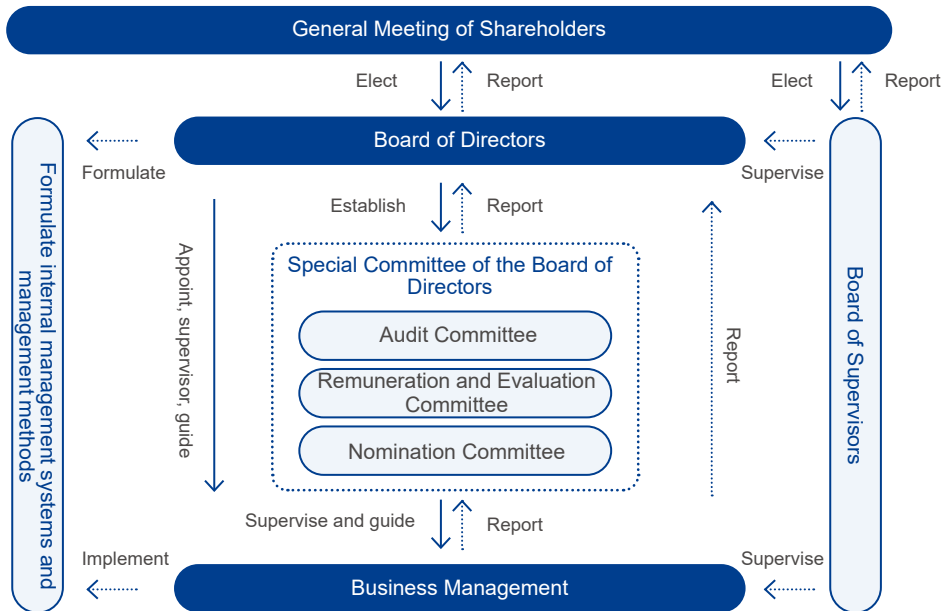 General Meeting of Shareholders
Elect
Report
Elect
Report
Board of Directors
Formulate
Supervise
Establish
Report
Special Committee of the Board of
Directors
Audit Committee
Remuneration and Evaluation
Committee
Nomination Committee
Appoint, supervisor, guide
Report
Formulate internal management systems and
management methods
Board of Supervisors
Supervise and guide
Report
Implement
Supervise
Business Management